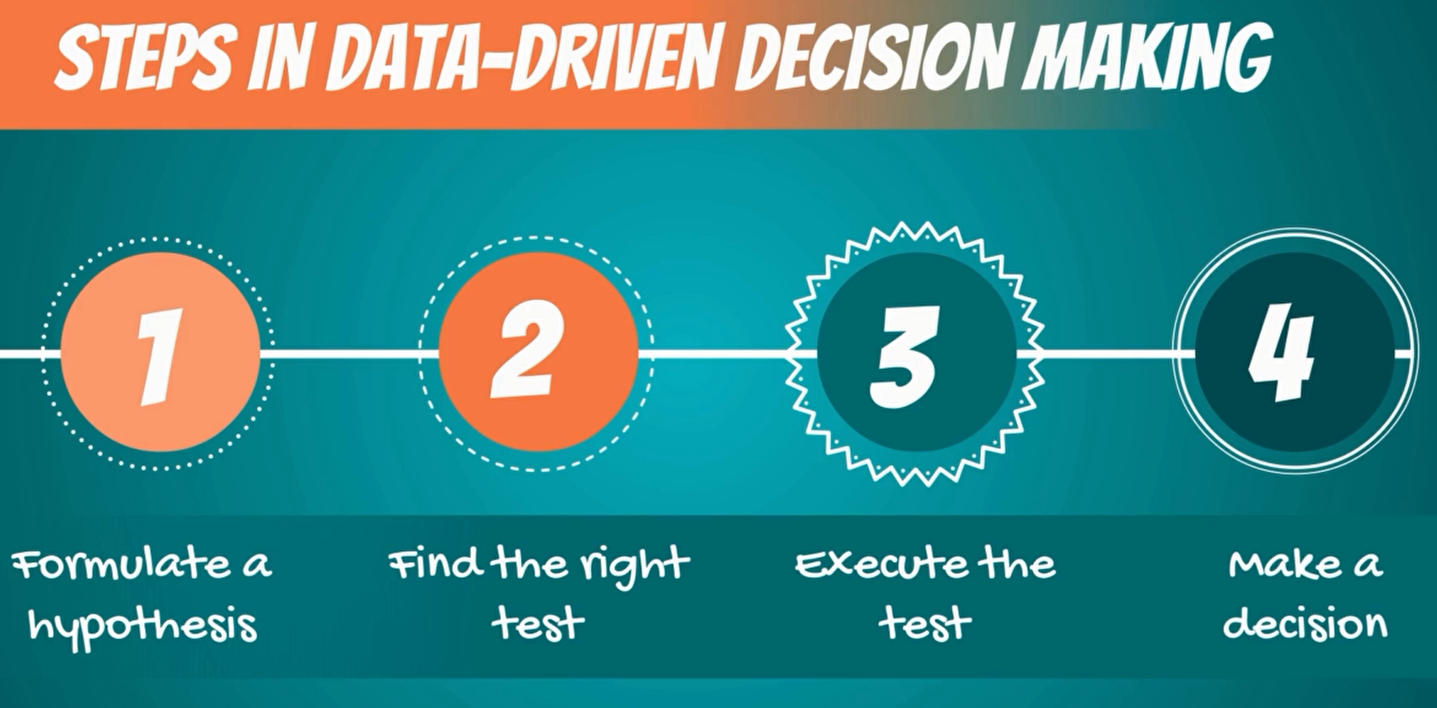 STEPS IN DATA-DRIVEN DECISION MAKING
1
2
3
4
Formulate a
hypothesis
Find the right
test
Execute the
test
Make a
decision